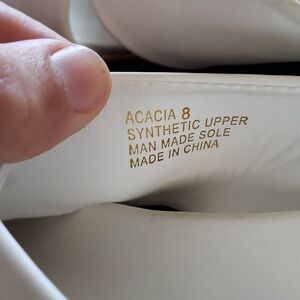 ACACIA 8
SYNTHETIC UPPER
MAN MADE SOLE
MADE IN CHINA